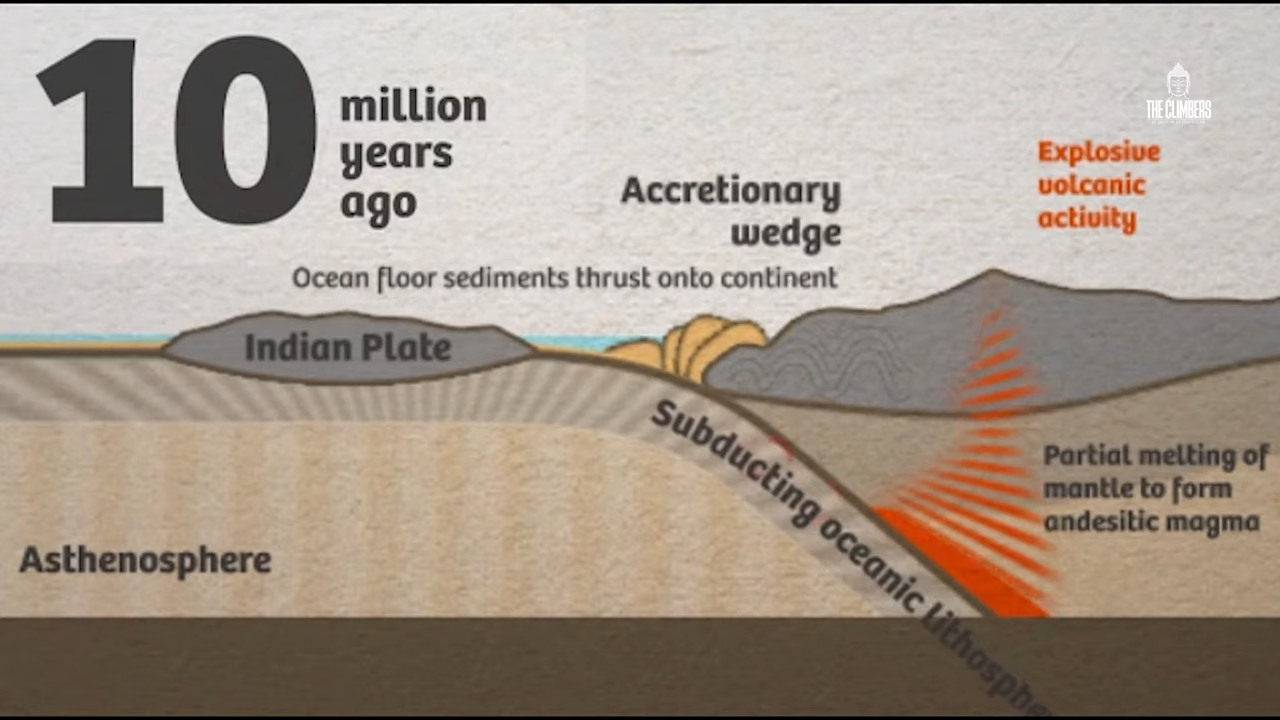 10
million
years
ago
THE CLIMBERS
Explosive
volcanic
activity
Accretionary
wedge
Ocean floor sediments thrust onto continent
Indian Plate
Subducting oceanic
Partial melting of
mantle to form
andesitic magma
Asthenosphere